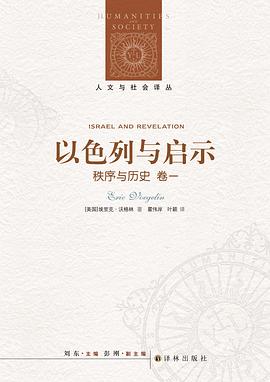 HUMANITIES
AND
SOCIETY
人文与社会译丛
ISRAEL AND REVELATION
以色列与启示
秩序与历史 卷一
Eric Voegelin
[美国]埃里克·沃格林 著 霍伟岸 叶颖 译
刘东·主编 彭刚·副主编
译林出版社